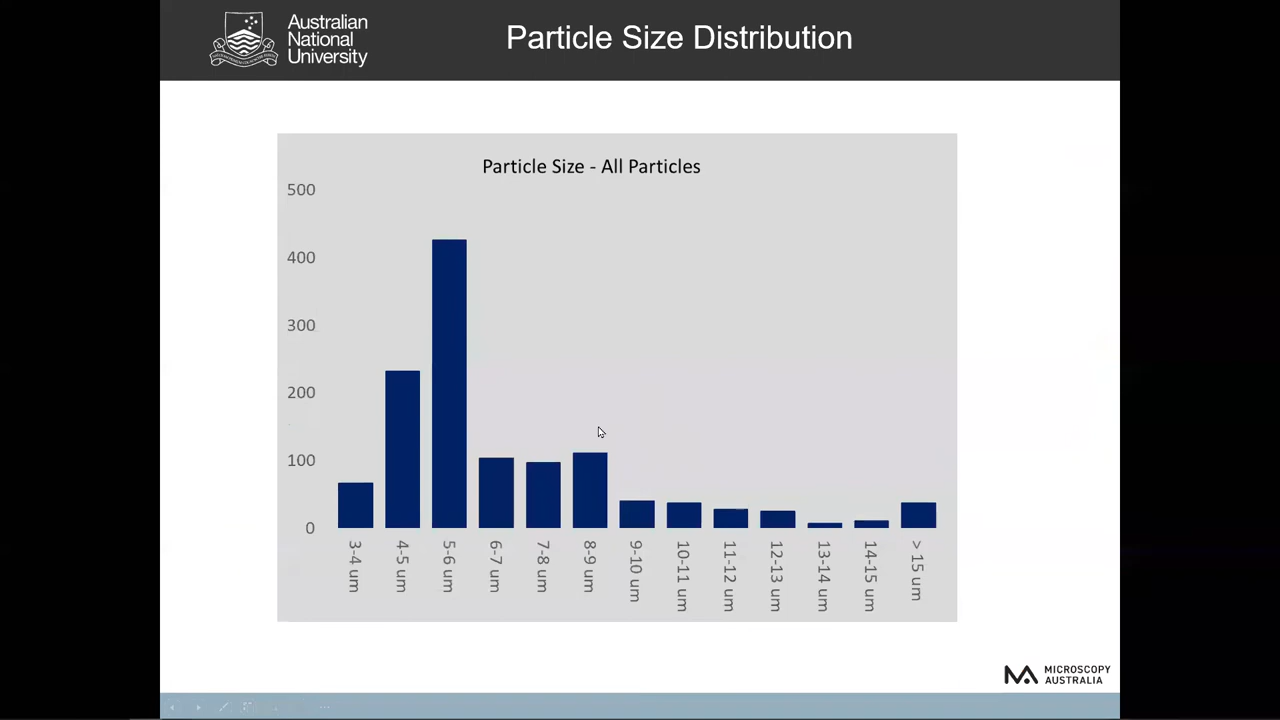 Australian
National
University
Particle Size Distribution
Particle Size - All Particles
500
400
300
200
100
0
3-4 um
4-5 um
5-6 um
6-7 um
7-8 um
8-9 um
9-10 um
10-11 um
11-12 um
12-13 um
13-14 um
14-15 um
> 15 um
MICROSCOPY
AUSTRALIA